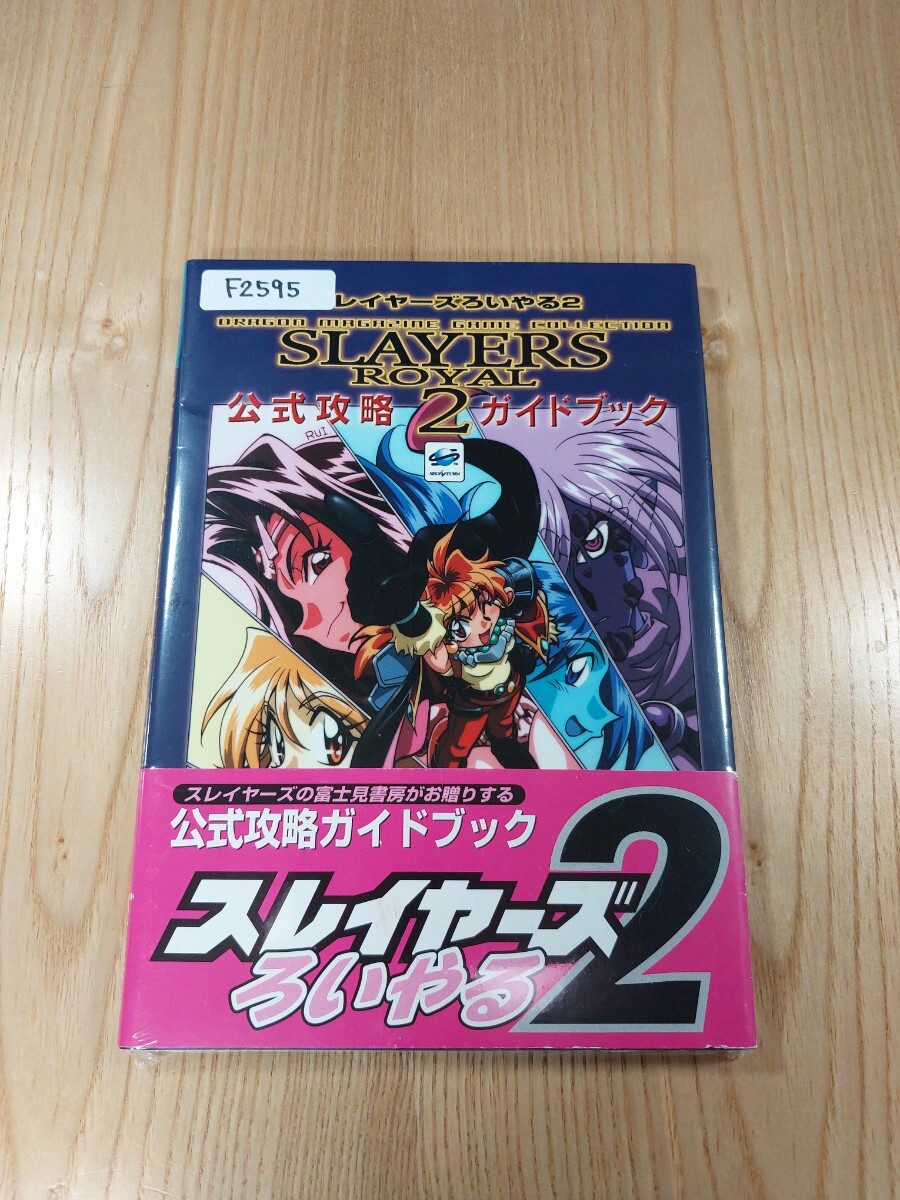 F2595
レイヤーズろいやる2
DRAGON MAGAZINE GAME COLLECTION
SLAYERS
ROYAL
公式攻略 2 ガイドブック
RUI
スレイヤーズの富士見書房がお贈りする
公式攻略ガイドブック
スレイヤーズ
ろいやる2